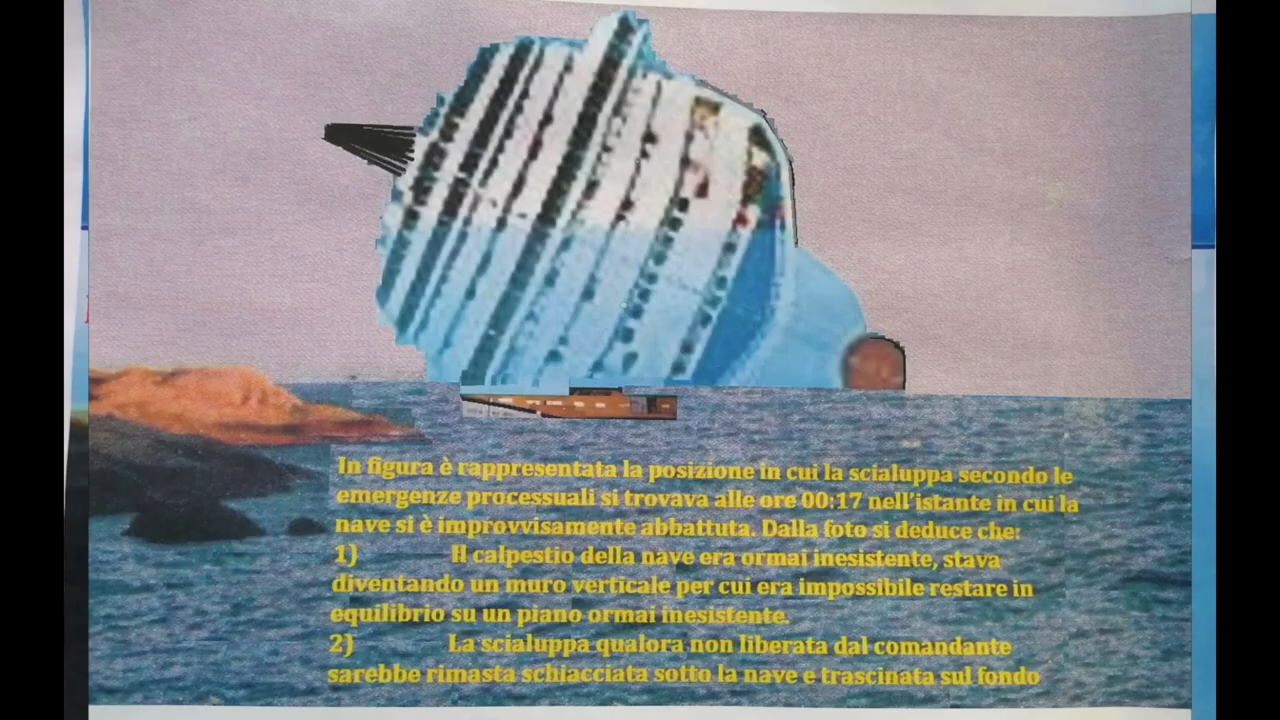 In figura è rappresentata la posizione in cui la scialuppa secondo le
emergenze processuali si trovava alle ore 00:17 nell'istante in cui la
nave si è improvvisamente abbattuta. Dalla foto si deduce che:
1) Il calpestio della nave era ormai inesistente, stava
diventando un muro verticale per cui era impossibile restare in
equilibrio su un piano ormai inesistente.
2) La scialuppa qualora non liberata dal comandante
sarebbe rimasta schiacciata sotto la nave e trascinata sul fondo